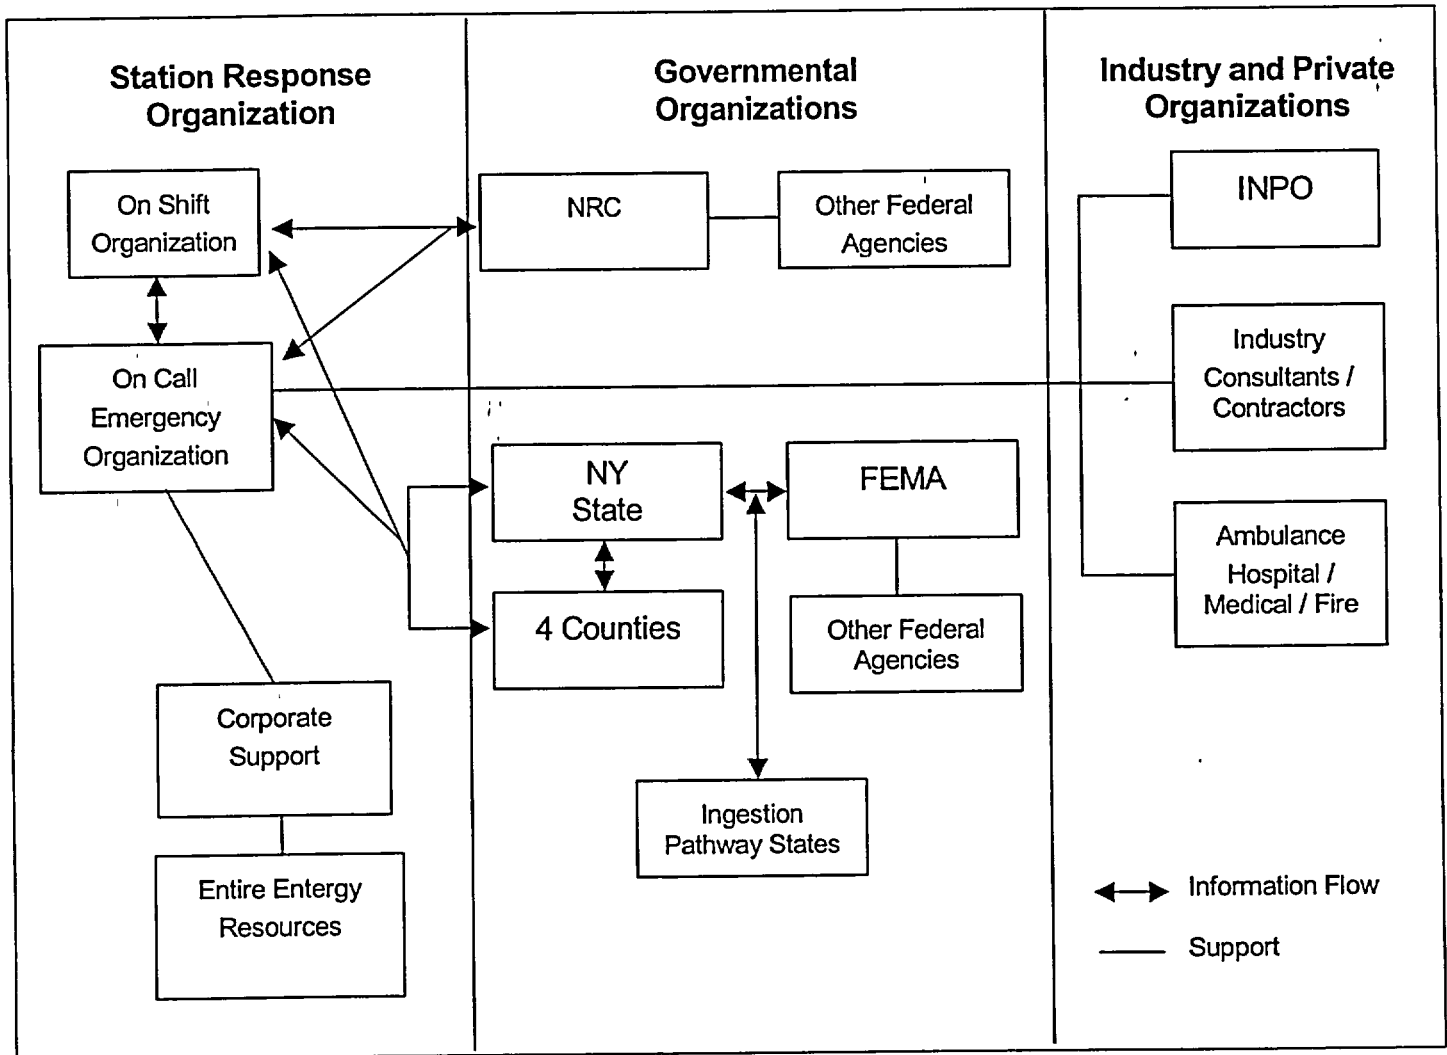 Station Response
Organization
On Shift
Organization
On Call
Emergency
Organization
Corporate
Support
Entire Entergy
Resources
Governmental
Organizations
NRC
Other Federal
Agencies
NY
State
FEMA
4 Counties
Other Federal
Agencies
Ingestion
Pathway States
Industry and Private
Organizations
INPO
Industry
Consultants /
Contractors
Ambulance
Hospital /
Medical / Fire
Information Flow
Support